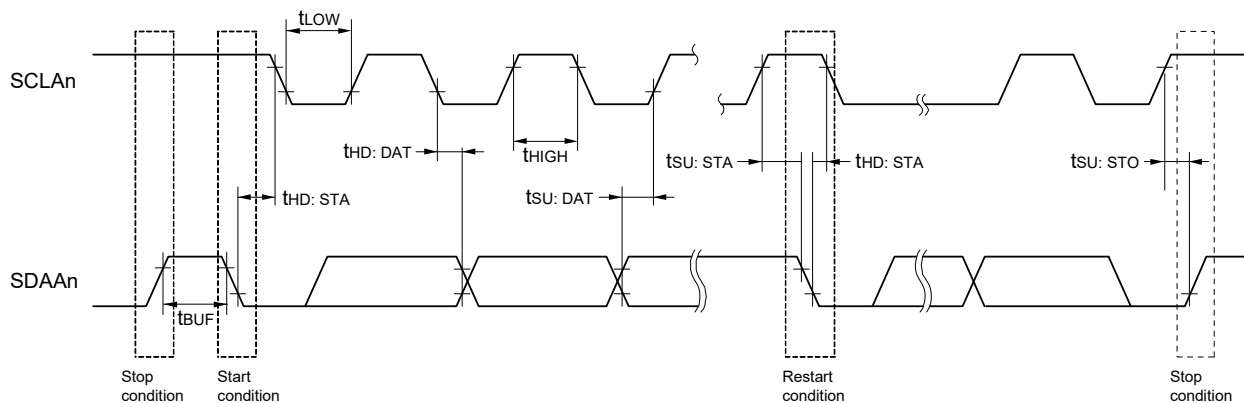 tLOW
SCLAn
tHD: DAT
tHIGH
tSU: STA
tHD: STA
tSU: STO
tHD: STA
tSU: DAT
SDAAn
tBUF
Stop
condition
Start
condition
Restart
condition
Stop
condition